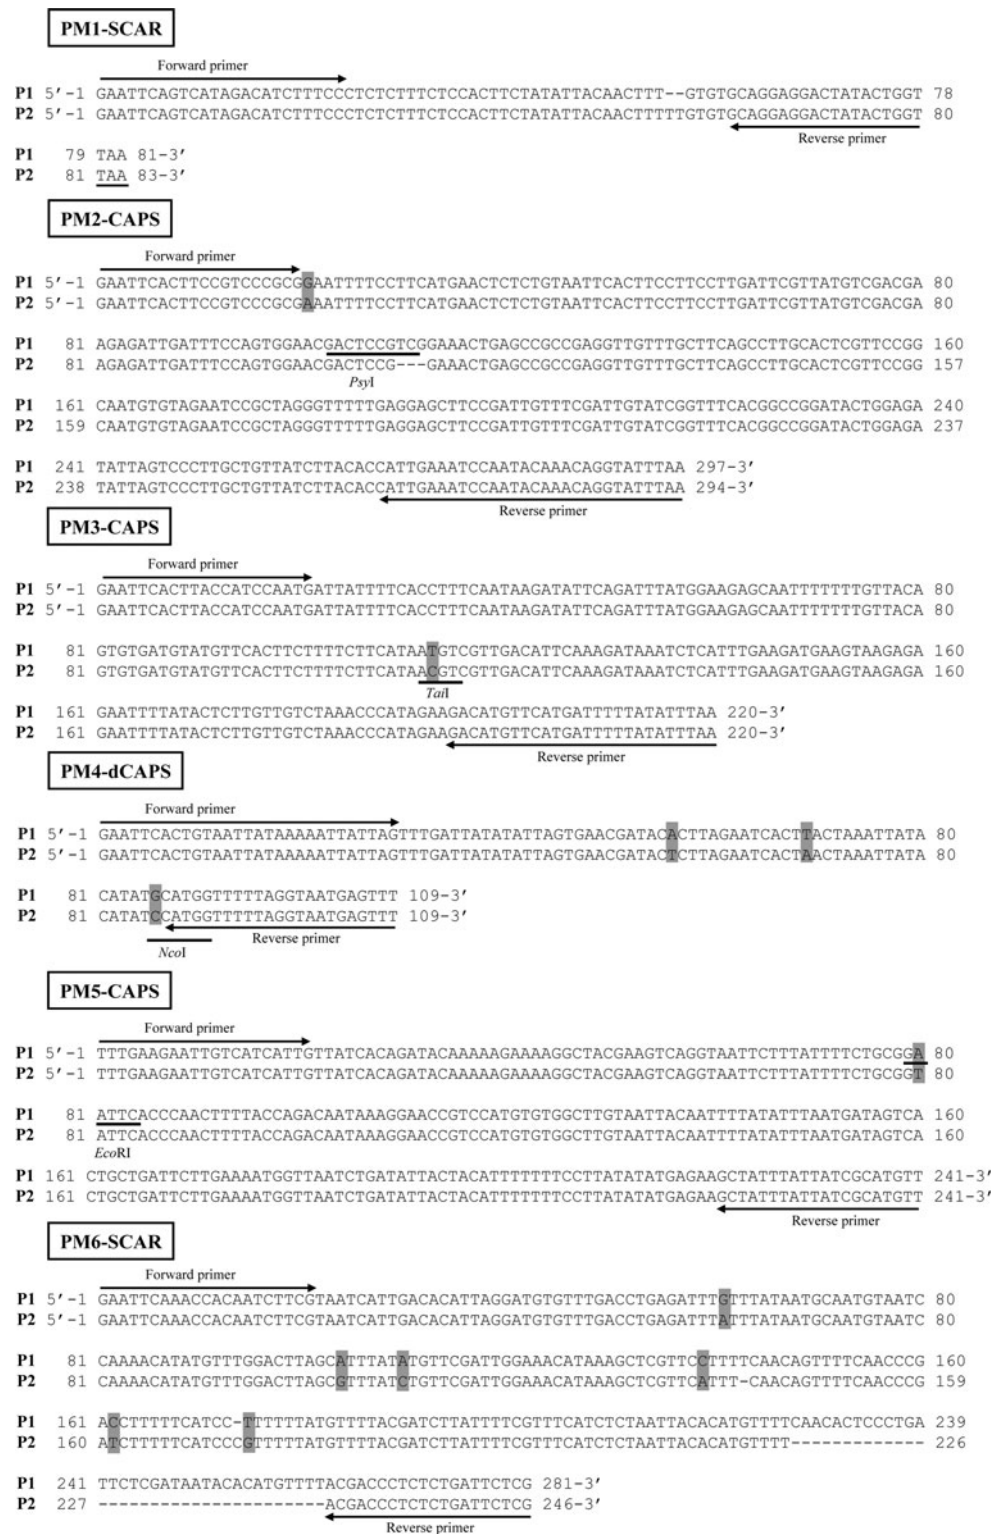 PM1-SCAR
Forward primer
P1 5′-1 GAATTCAGTCATAGACATCTTTCCCTCTCTTTCTCCACTTCTATATTACAACTTT--GTGTGCAGGAGGACTATACTGGT 78
P2 5′-1 GAATTCAGTCATAGACATCTTTCCCTCTCTTTCTCCACTTCTATATTACAACTTTTTGTGTGCAGGAGGACTATACTGGT 80
Reverse primer
P1 79 TAA 81-3′
P2 81 TAA 83-3′
PM2-CAPS
Forward primer
P1 5′-1 GAATTCACTTCCGTCCCGCGGAATTTTCCTTCATGAACTCTCTGTAATTCACTTCCTTCCTTGATTCGTTATGTCGACGA 80
P2 5′-1 GAATTCACTTCCGTCCCGCGAAATTTTCCTTCATGAACTCTCTGTAATTCACTTCCTTCCTTGATTCGTTATGTCGACGA 80
P1 81 AGAGATTGATTTCCAGTGGAACGACTCCGTCGGAAACTGAGCCGCCGAGGTTGTTTGCTTCAGCCTTGCACTCGTTCCGG 160
P2 81 AGAGATTGATTTCCAGTGGAACGACTCCG---GAAACTGAGCCGCCGAGGTTGTTTGCTTCAGCCTTGCACTCGTTCCGG 157
PsyI
P1 161 CAATGTGTAGAATCCGCTAGGGTTTTTGAGGAGCTTCCGATTGTTTCGATTGTATCGGTTTCACGGCCGGATACTGGAGA 240
P2 159 CAATGTGTAGAATCCGCTAGGGTTTTTGAGGAGCTTCCGATTGTTTCGATTGTATCGGTTTCACGGCCGGATACTGGAGA 237
P1 241 TATTAGTCCCTTGCTGTTATCTTACACCATTGAAATCCAATACAAACAGGTATTTAA 297-3′
P2 238 TATTAGTCCCTTGCTGTTATCTTACACCATTGAAATCCAATACAAACAGGTATTTAA 294-3′
Reverse primer
PM3-CAPS
Forward primer
P1 5′-1 GAATTCACTTACCATCCAATGATTATTTTCACCTTTCAATAAGATATTCAGATTTATGGAAGAGCAATTTTTTTGTTACA 80
P2 5′-1 GAATTCACTTACCATCCAATGATTATTTTCACCTTTCAATAAGATATTCAGATTTATGGAAGAGCAATTTTTTTGTTACA 80
P1 81 GTGTGATGTATGTTCACTTCTTTTCTTCATAATGTCGTTGACATTCAAAGATAAATCTCATTTGAAGATGAAGTAAGAGA 160
P2 81 GTGTGATGTATGTTCACTTCTTTTCTTCATAACGTCGTTGACATTCAAAGATAAATCTCATTTGAAGATGAAGTAAGAGA 160
TaiI
P1 161 GAATTTTATACTCTTGTTGTCTAAACCCATAGAAGACATGTTCATGATTTTTATATTTAA 220-3′
P2 161 GAATTTTATACTCTTGTTGTCTAAACCCATAGAAGACATGTTCATGATTTTTATATTTAA 220-3′
Reverse primer
PM4-dCAPS
Forward primer
P1 5′-1 GAATTCACTGTAATTATAAAAATTATTAGTTTGATTATATATTAGTGAACGATACACTTAGAATCACTTACTAAATTATA 80
P2 5′-1 GAATTCACTGTAATTATAAAAATTATTAGTTTGATTATATATTAGTGAACGATACTCTTAGAATCACTAACTAAATTATA 80
P1 81 CATATGCATGGTTTTTAGGTAATGAGTTT 109-3′
P2 81 CATATCCATGGTTTTTAGGTAATGAGTTT 109-3′
Reverse primer
NcoI
PM5-CAPS
Forward primer
P1 5′-1 TTTGAAGAATTGTCATCATTGTTATCACAGATACAAAAAGAAAAGGCTACGAAGTCAGGTAATTCTTTATTTTCTGCGGA 80
P2 5′-1 TTTGAAGAATTGTCATCATTGTTATCACAGATACAAAAAGAAAAGGCTACGAAGTCAGGTAATTCTTTATTTTCTGCGGT 80
P1 81 ATTCACCCAACTTTTACCAGACAATAAAGGAACCGTCCATGTGTGGCTTGTAATTACAATTTTATATTTAATGATAGTCA 160
P2 81 ATTCACCCAACTTTTACCAGACAATAAAGGAACCGTCCATGTGTGGCTTGTAATTACAATTTTATATTTAATGATAGTCA 160
EcoRI
P1 161 CTGCTGATTCTTGAAAATGGTTAATCTGATATTACTACATTTTTTTCCTTATATATGAGAAGCTATTTATTATCGCATGTT 241-3′
P2 161 CTGCTGATTCTTGAAAATGGTTAATCTGATATTACTACATTTTTTTCCTTATATATGAGAAGCTATTTATTATCGCATGTT 241-3′
Reverse primer
PM6-SCAR
Forward primer
P1 5′-1 GAATTCAAACCACAATCTTCGTAATCATTGACACATTAGGATGTGTTTGACCTGAGATTTGTTTATAATGCAATGTAATC 80
P2 5′-1 GAATTCAAACCACAATCTTCGTAATCATTGACACATTAGGATGTGTTTGACCTGAGATTTATTTATAATGCAATGTAATC 80
P1 81 CAAAACATATGTTTGGACTTAGCATTTATATGTTCGATTGGAAACATAAAGCTCGTTCCTTTTCAACAGTTTTCAACCCG 160
P2 81 CAAAACATATGTTTGGACTTAGCGTTTATCTGTTCGATTGGAAACATAAAGCTCGTTCATTT-CAACAGTTTTCAACCCG 159
P1 161 ACCTTTTTCATCC-TTTTTTATGTTTTACGATCTTATTTTCGTTTCATCTCTAATTACACATGTTTTCAACACTCCCTGA 239
P2 160 ATCTTTTTCATCCCGTTTTTATGTTTTACGATCTTATTTTCGTTTCATCTCTAATTACACATGTTTT------------- 226
P1 241 TTCTCGATAATACACATGTTTTACGACCCTCTCTGATTCTCG 281-3′
P2 227 ----------------------ACGACCCTCTCTGATTCTCG 246-3′
Reverse primer